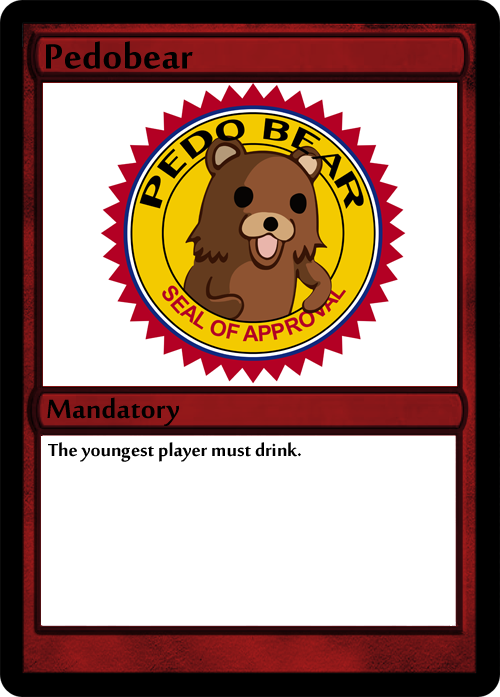 Pedobear
PEDO BEAR
SEAL OF APPROVAL
Mandatory
The youngest player must drink.